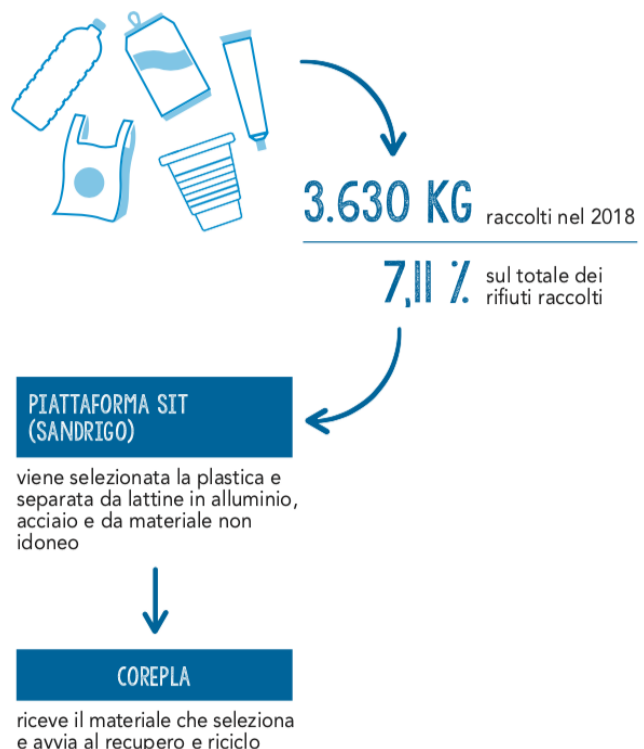 3.630 KG raccolti nel 2018
7,11 % sul totale dei
rifiuti raccolti
PIATTAFORMA SIT
(SANDRIGO)
viene selezionata la plastica e
separata da lattine in alluminio,
acciaio e da materiale non
idoneo
COREPLA
riceve il materiale che seleziona
e avvia al recupero e riciclo